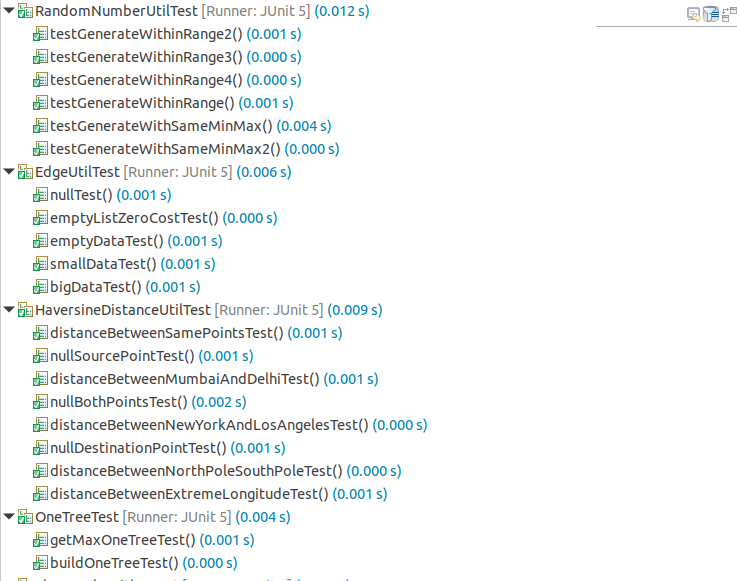 RandomNumberUtilTest [Runner: JUnit 5] (0.012 s)
testGenerateWithinRange2() (0.001 s)
testGenerateWithinRange3() (0.000 s)
testGenerateWithinRange4() (0.000 s)
testGenerateWithinRange() (0.001 s)
testGenerateWithSameMinMax() (0.004 s)
testGenerateWithSameMinMax2() (0.000 s)
EdgeUtilTest [Runner: JUnit 5] (0.006 s)
nullTest() (0.001 s)
emptyListZeroCostTest() (0.000 s)
emptyDataTest() (0.001 s)
smallDataTest() (0.001 s)
bigDataTest() (0.001 s)
HaversineDistanceUtilTest [Runner: JUnit 5] (0.009 s)
distanceBetweenSamePointsTest() (0.001 s)
nullSourcePointTest() (0.001 s)
distanceBetweenMumbaiAndDelhiTest() (0.001 s)
nullBothPointsTest() (0.002 s)
distanceBetweenNewYorkAndLosAngelesTest() (0.000 s)
nullDestinationPointTest() (0.001 s)
distanceBetweenNorthPoleSouthPoleTest() (0.000 s)
distanceBetweenExtremeLongitudeTest() (0.001 s)
OneTreeTest [Runner: JUnit 5] (0.004 s)
getMaxOneTreeTest() (0.001 s)
buildOneTreeTest() (0.000 s)